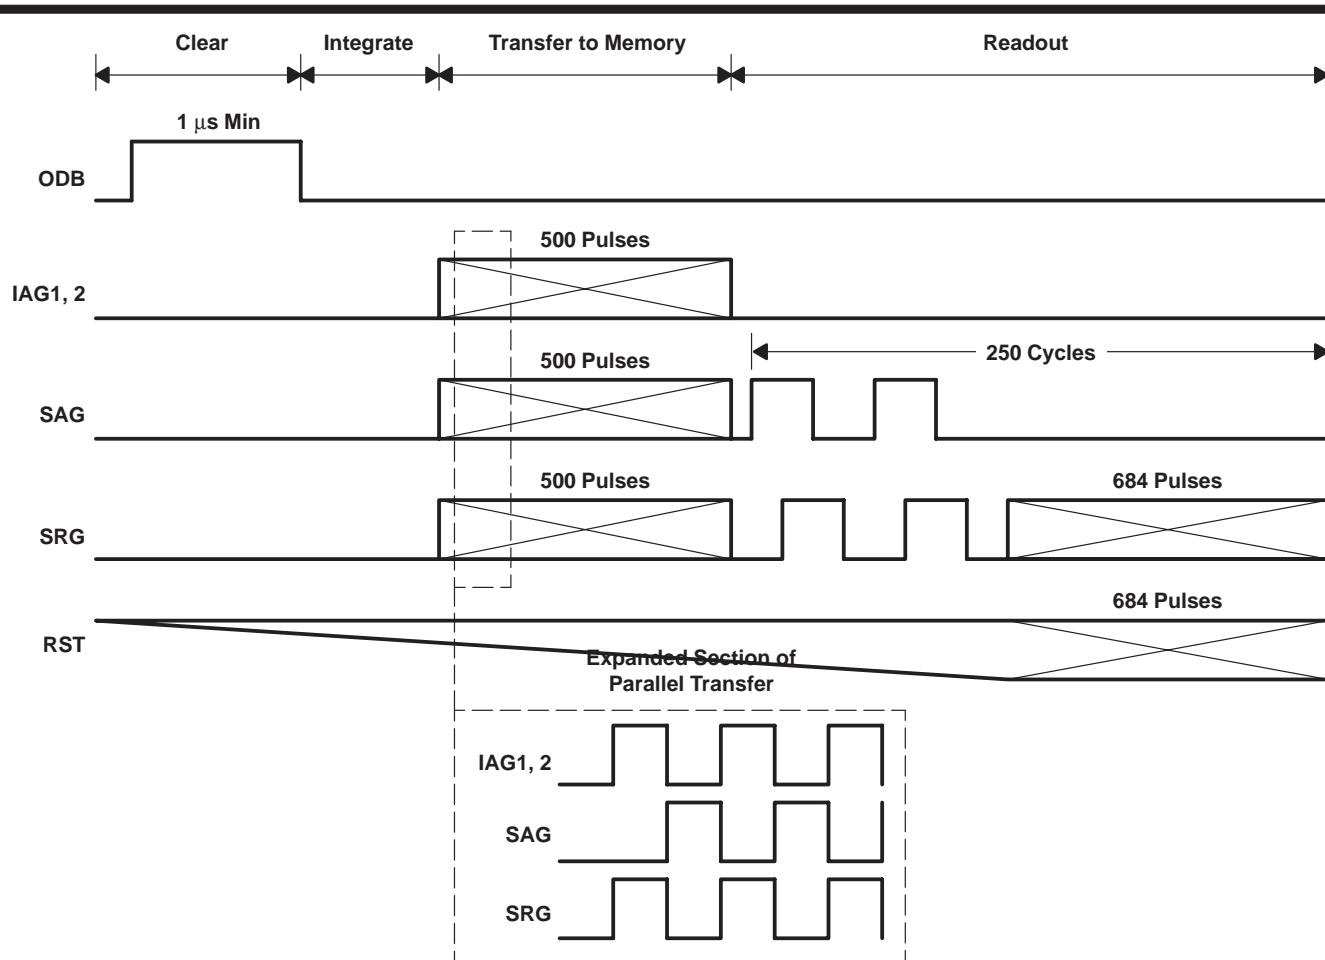 Clear Integrate Transfer to Memory Readout
1 μs Min
ODB
500 Pulses
IAG1, 2
250 Cycles
500 Pulses
SAG
500 Pulses 684 Pulses
SRG
684 Pulses
RST
Expanded Section of
Parallel Transfer
IAG1, 2
SAG
SRG